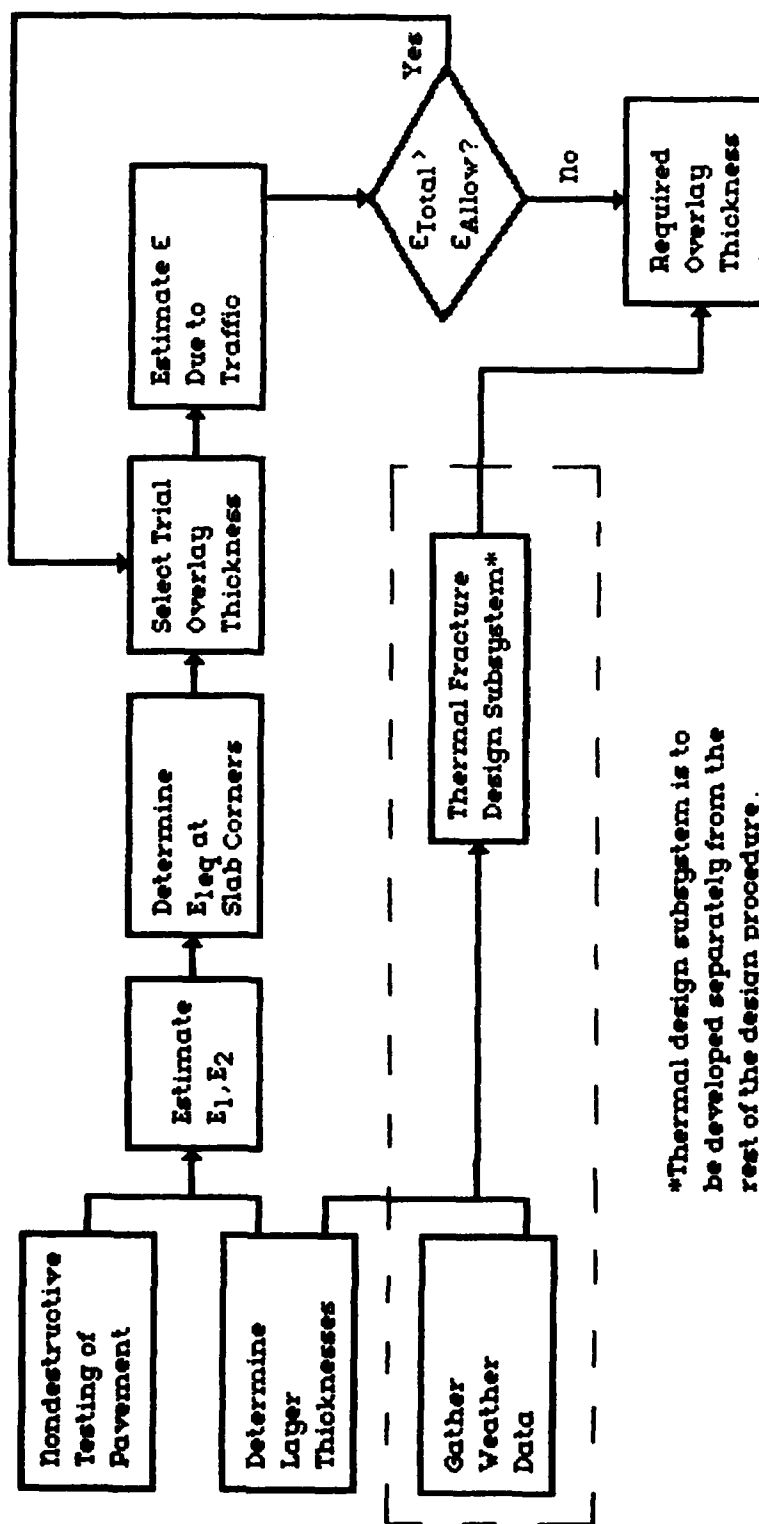 Nondestructive
Testing of
Pavement
Determine
Layer
Thicknesses
Gather
Weather
Data
Estimate
E1, E2
Determine
E1eq at
Slab Corners
Select Trial
Overlay
Thickness
Estimate ε
Due to
Traffic
εTotal >
εAllow?
Yes
No
Required
Overlay
Thickness
Thermal Fracture
Design Subsystem*
*Thermal design subsystem is to
be developed separately from the
rest of the design procedure.